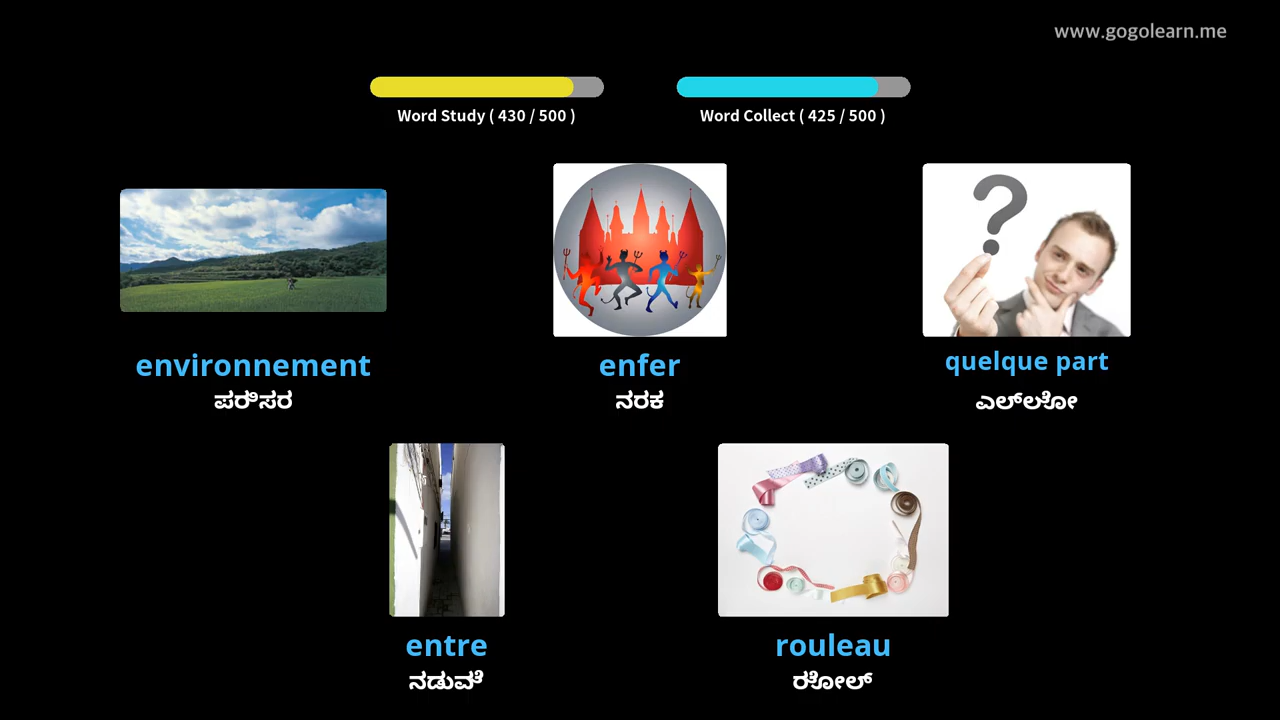 www.gogolearn.me
Word Study ( 430 / 500 )
Word Collect ( 425 / 500 )
environnement
ಪರಿಸರ
enfer
ನರಕ
quelque part
ಎಲ್ಲೋ
entre
ನಡುವೆ
rouleau
ರೋಲ್